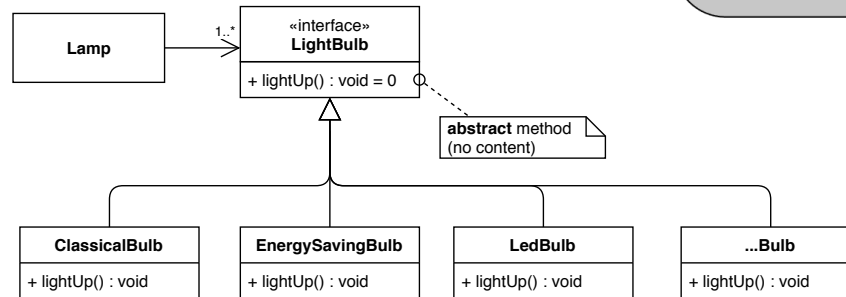 Lamp
1..*
«interface»
LightBulb
+ lightUp() : void = 0
abstract method
(no content)
ClassicalBulb
+ lightUp() : void
EnergySavingBulb
+ lightUp() : void
LedBulb
+ lightUp() : void
...Bulb
+ lightUp() : void